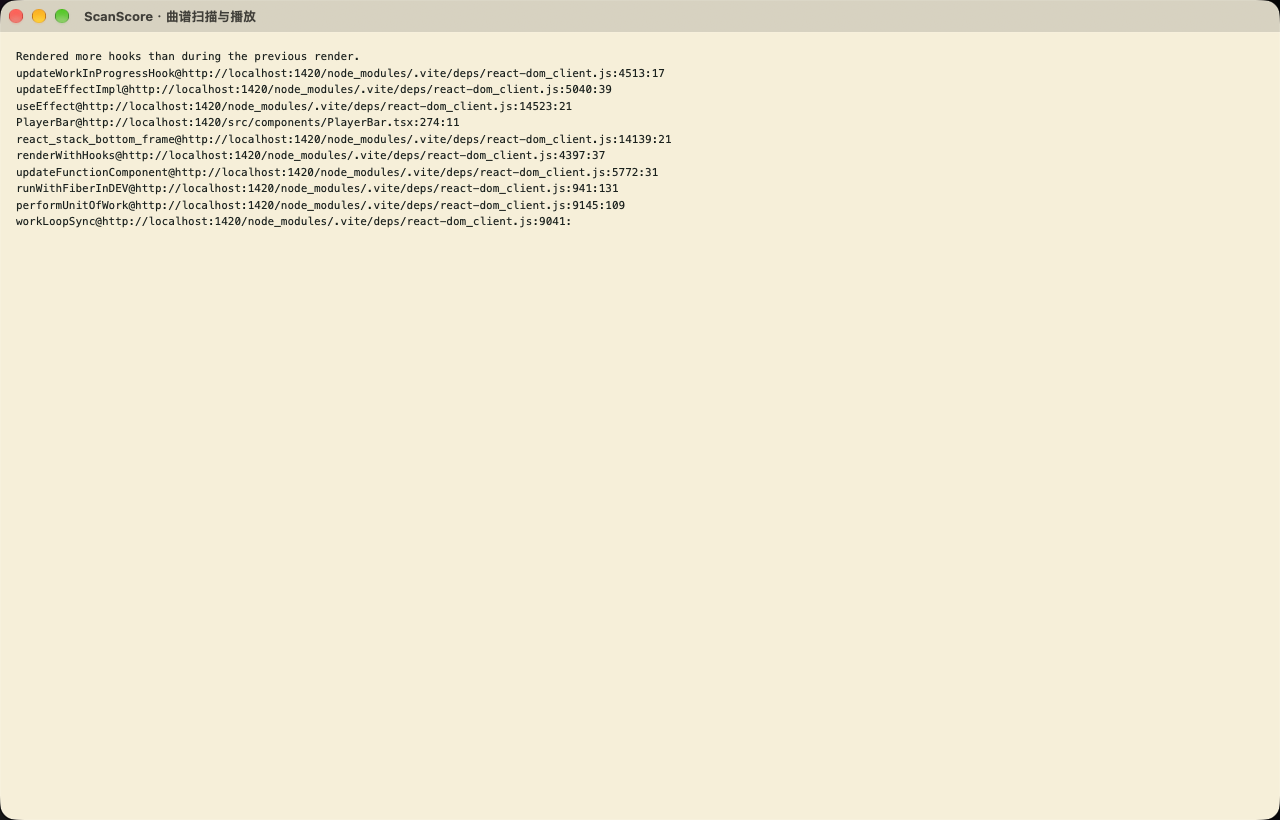 ScanScore · 曲谱扫描与播放
Rendered more hooks than during the previous render.
updateWorkInProgressHook@http://localhost:1420/node_modules/.vite/deps/react-dom_client.js:4513:17
updateEffectImpl@http://localhost:1420/node_modules/.vite/deps/react-dom_client.js:5040:39
useEffect@http://localhost:1420/node_modules/.vite/deps/react-dom_client.js:14523:21
PlayerBar@http://localhost:1420/src/components/PlayerBar.tsx:274:11
react_stack_bottom_frame@http://localhost:1420/node_modules/.vite/deps/react-dom_client.js:14139:21
renderWithHooks@http://localhost:1420/node_modules/.vite/deps/react-dom_client.js:4397:37
updateFunctionComponent@http://localhost:1420/node_modules/.vite/deps/react-dom_client.js:5772:31
runWithFiberInDEV@http://localhost:1420/node_modules/.vite/deps/react-dom_client.js:941:131
performUnitOfWork@http://localhost:1420/node_modules/.vite/deps/react-dom_client.js:9145:109
workLoopSync@http://localhost:1420/node_modules/.vite/deps/react-dom_client.js:9041: